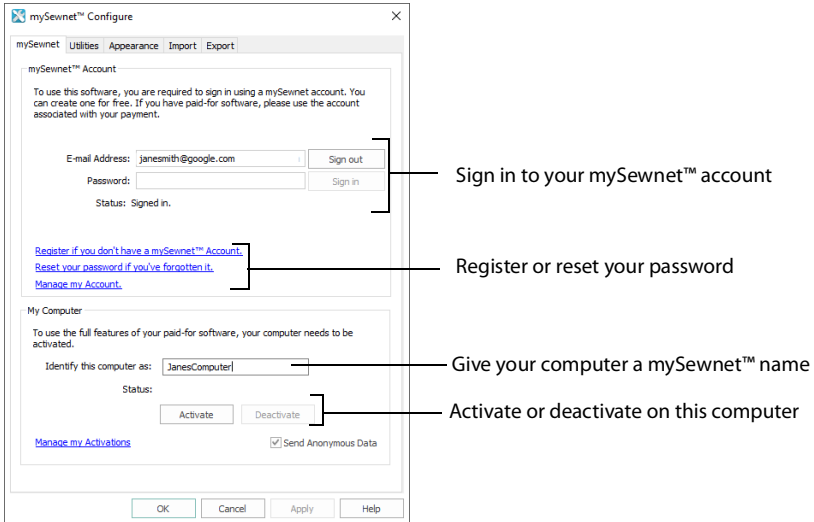 mySewnet™ Configure
mySewnet Utilities Appearance Import Export
mySewnet™ Account
To use this software, you are required to sign in using a mySewnet account. You
can create one for free. If you have paid-for software, please use the account
associated with your payment.
E-mail Address: janesmith@google.com Sign out
Password: Sign in
Status: Signed in.
Sign in to your mySewnet™ account
Register if you don't have a mySewnet™ Account.
Reset your password if you've forgotten it.
Manage my Account.
Register or reset your password
My Computer
To use the full features of your paid-for software, your computer needs to be
activated.
Identify this computer as: JanesComputer
Give your computer a mySewnet™ name
Status:
Activate Deactivate
Activate or deactivate on this computer
Manage my Activations Send Anonymous Data
OK Cancel Apply Help